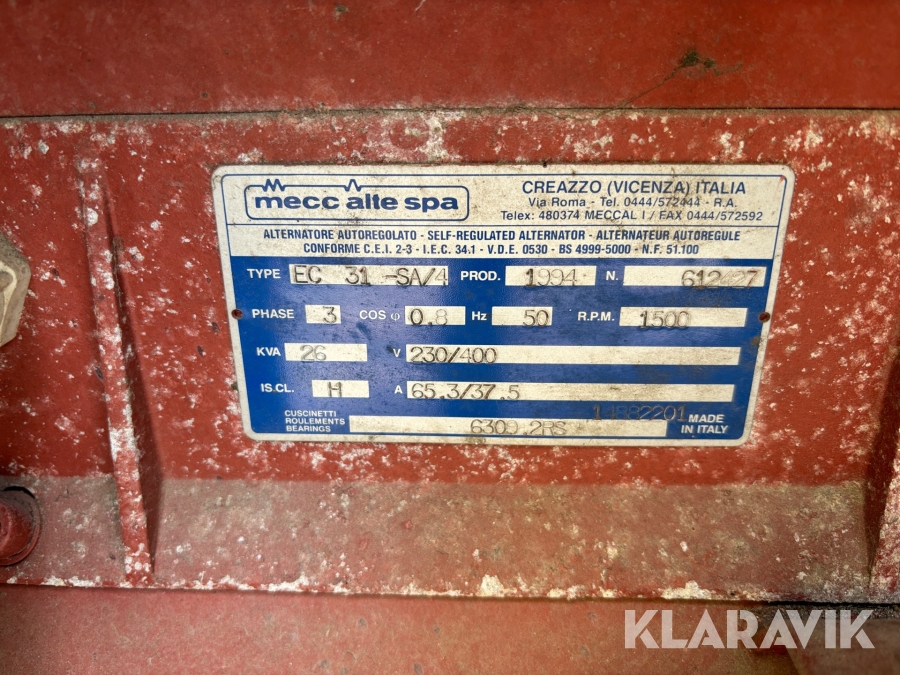 mecc alte spa
CREAZZO (VICENZA) ITALIA
Via Roma - Tel. 0444/572444 - R.A.
Telex: 480374 MECCAL I / FAX 0444/572592
ALTERNATORE AUTOREGOLATO - SELF-REGULATED ALTERNATOR - ALTERNATEUR AUTOREGULE
CONFORME C.E.I. 2-3 - I.E.C. 34.1 - V.D.E. 0530 - BS 4999-5000 - N.F. 51.100
TYPE EC 31 -SA/4 PROD. 1994 N. 612427
PHASE 3 COS φ 0,8 Hz 50 R.P.M. 1500
KVA 26 V 230/400
IS.CL. H A 65,3/37,5
CUSCINETTI
ROULEMENTS
BEARINGS
6309.2RS
MADE
IN ITALY
KLARAVIK